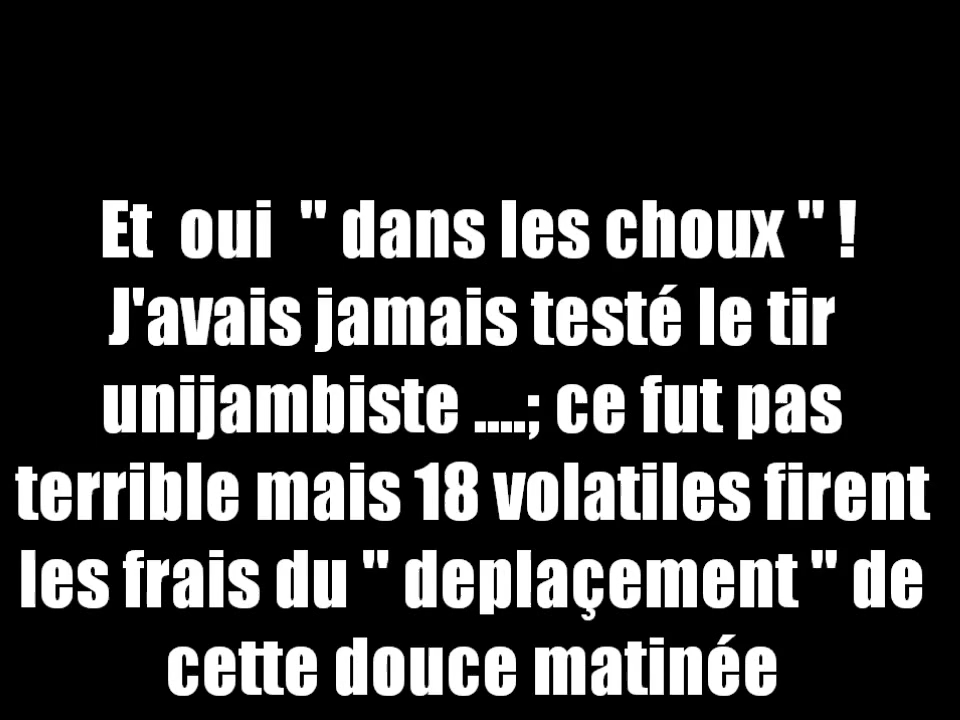 Et oui " dans les choux " !
J'avais jamais testé le tir
unijambiste ....; ce fut pas
terrible mais 18 volatiles firent
les frais du " deplaçement " de
cette douce matinée